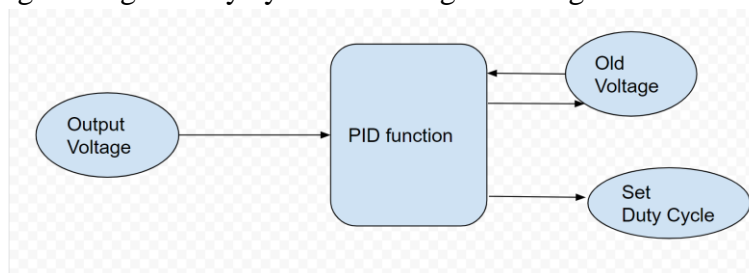 Output
Voltage
PID function
Old
Voltage
Set
Duty Cycle